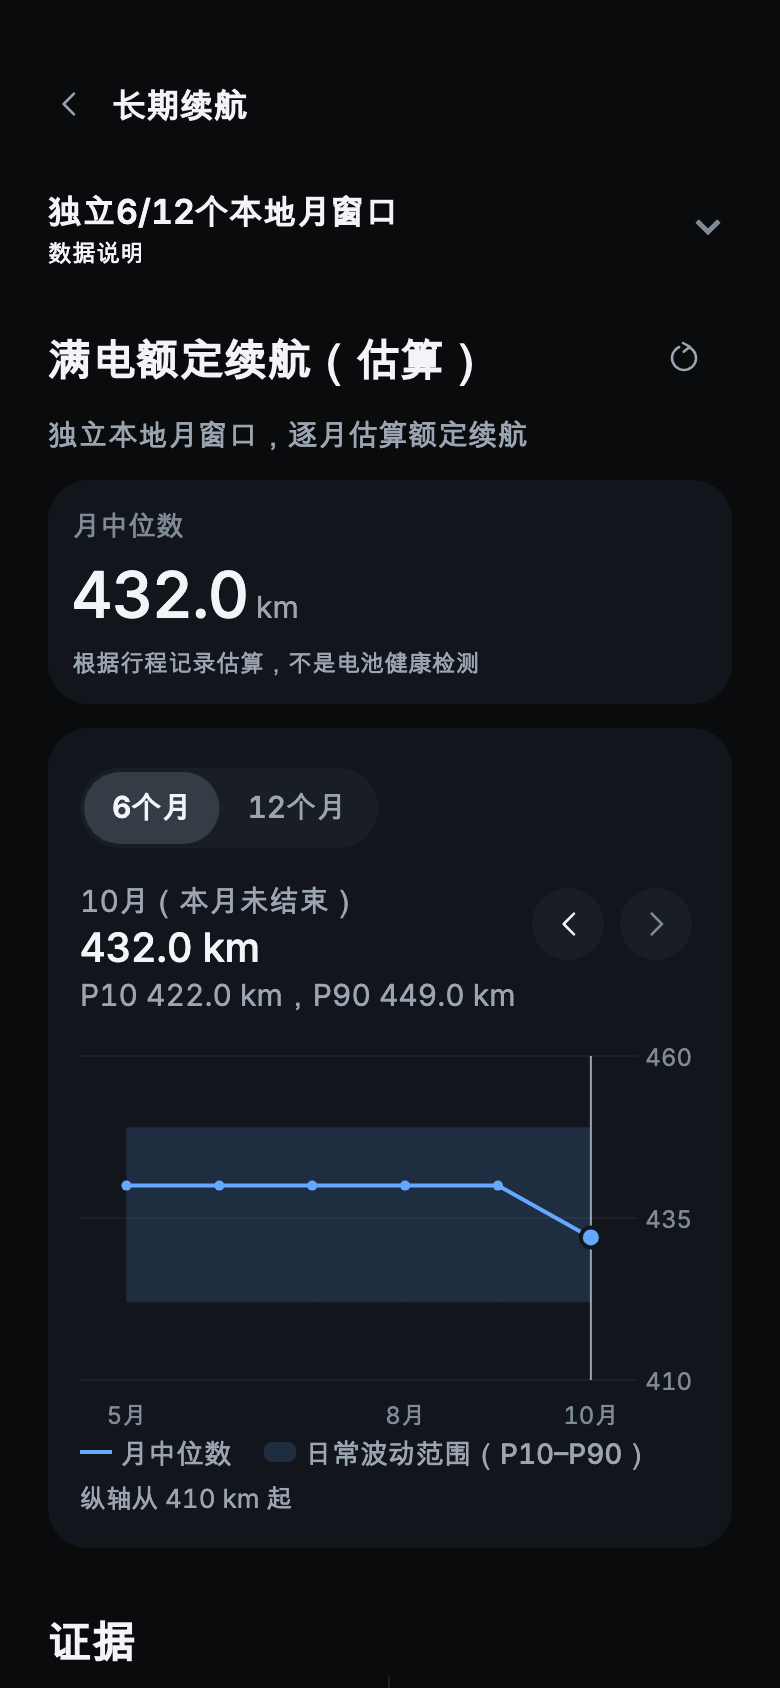 长期续航
独立6/12个本地月窗口
数据说明
满电额定续航（估算）
独立本地月窗口，逐月估算额定续航
月中位数
432.0 km
根据行程记录估算，不是电池健康检测
6个月 12个月
10月（本月未结束）
432.0 km
P10 422.0 km，P90 449.0 km
460
435
410
5月 8月 10月
月中位数 日常波动范围（P10–P90）
纵轴从 410 km 起
证据